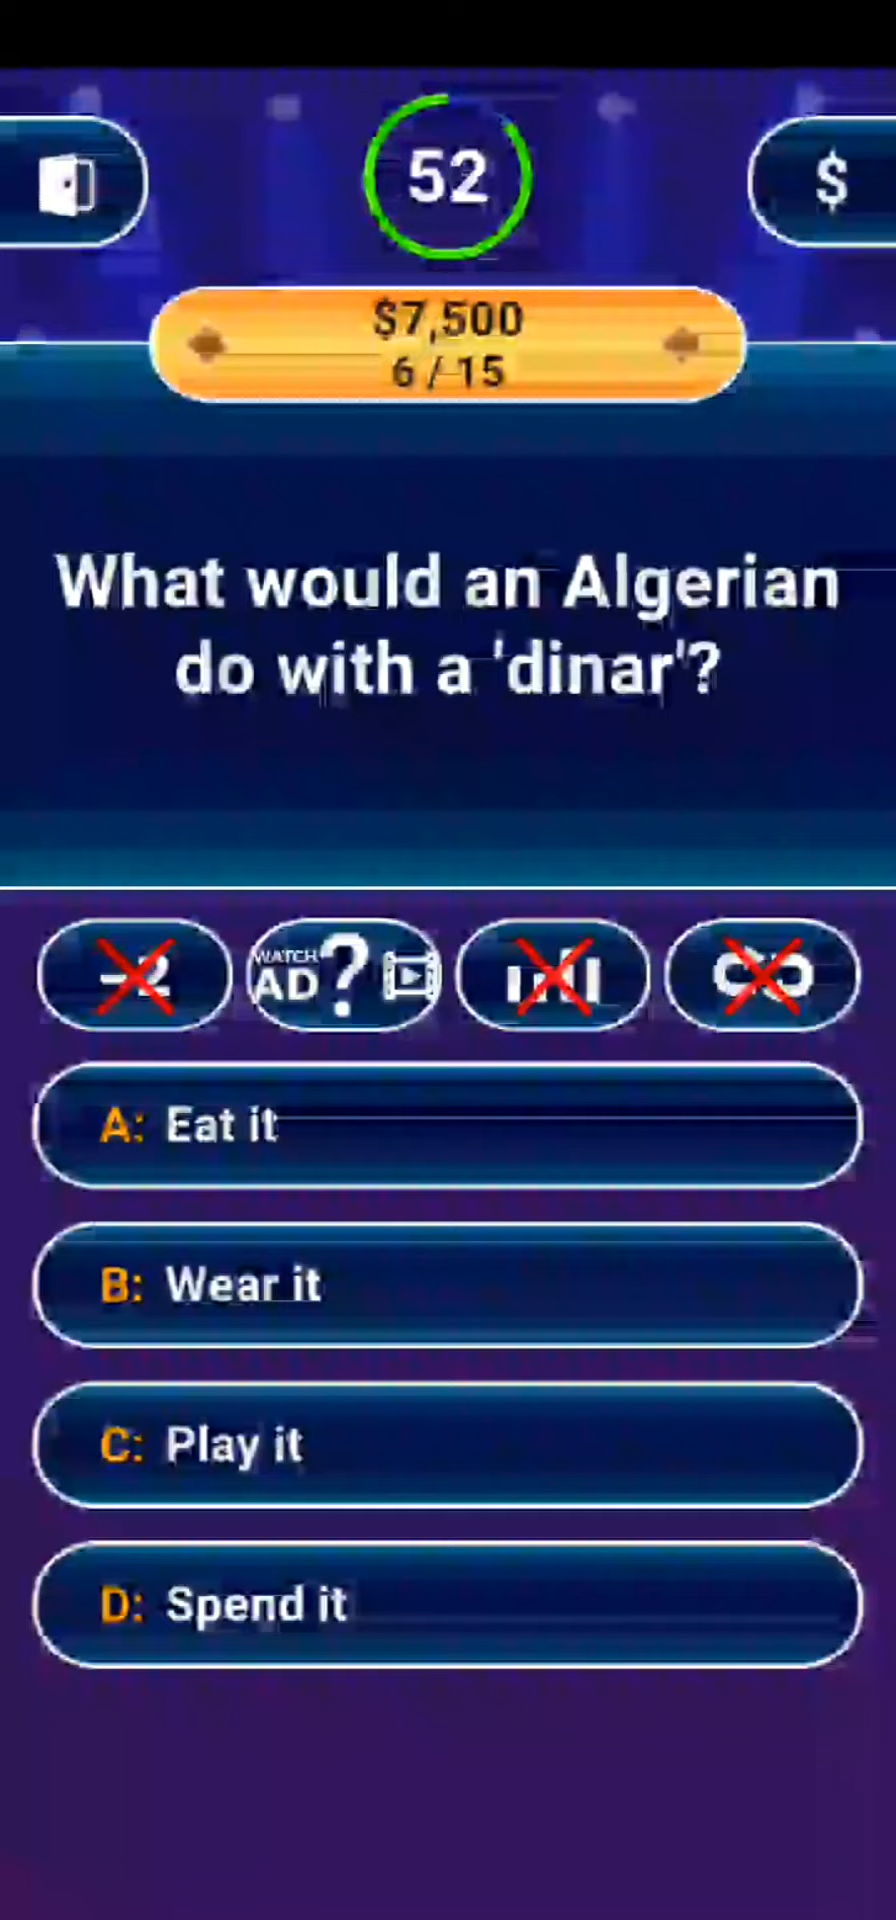 52
$
$7,500
6 / 15
What would an Algerian
do with a 'dinar'?
-2
WATCH
AD ?
A: Eat it
B: Wear it
C: Play it
D: Spend it